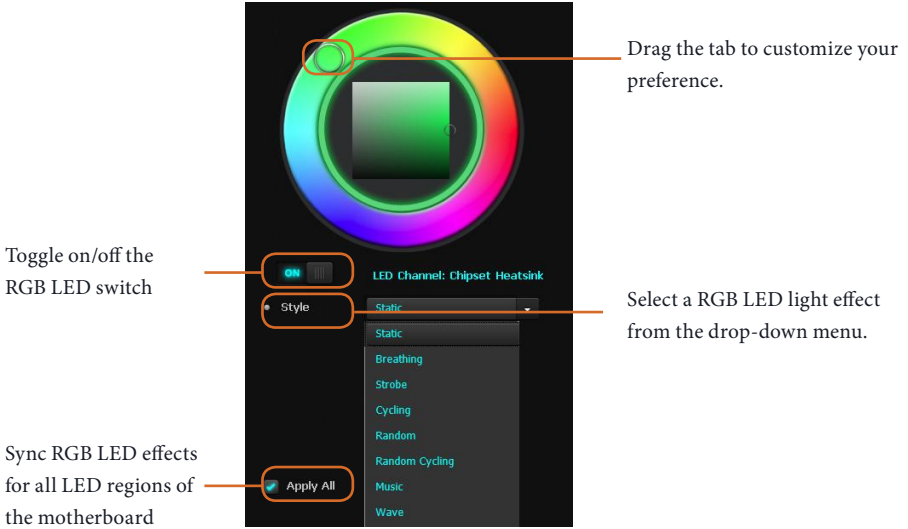 Drag the tab to customize your
preference.
Toggle on/off the
RGB LED switch
ON
LED Channel: Chipset Heatsink
Style
Static
Select a RGB LED light effect
from the drop-down menu.
Static
Breathing
Strobe
Cycling
Random
Random Cycling
Music
Wave
Sync RGB LED effects
for all LED regions of
the motherboard
Apply All